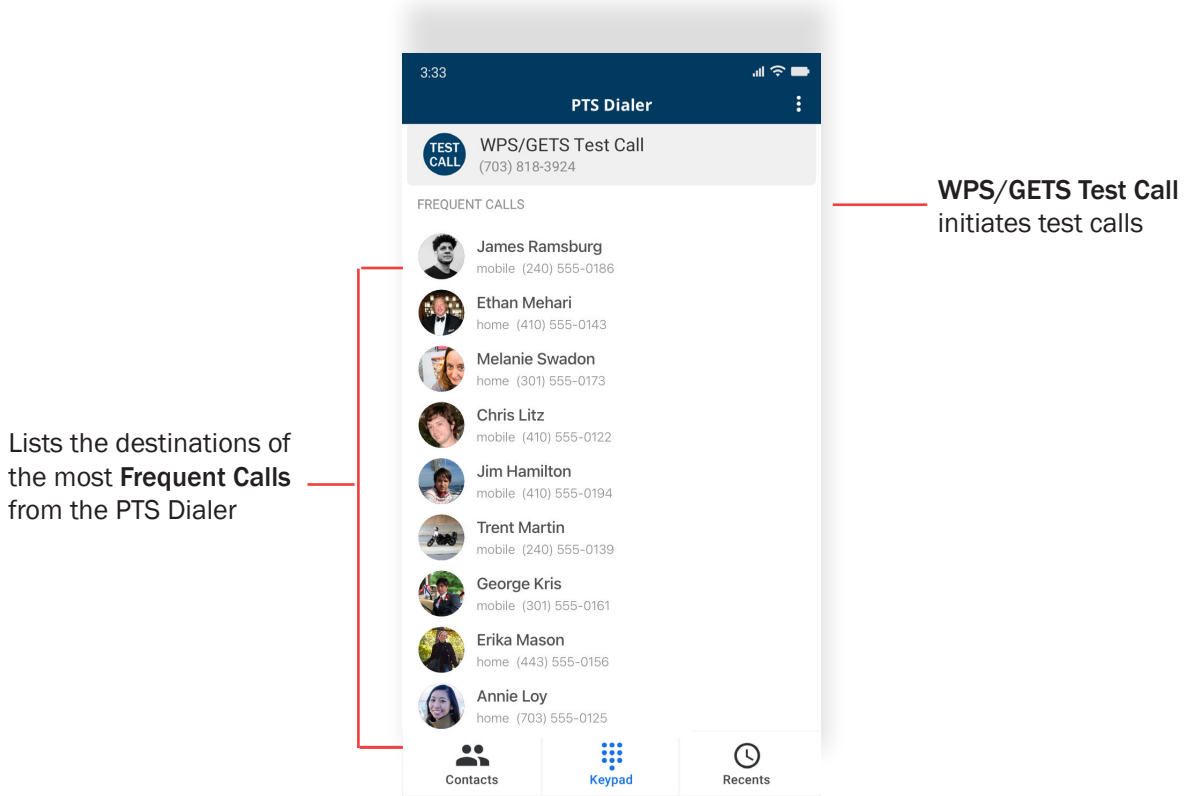 3:33
PTS Dialer
TEST
CALL
WPS/GETS Test Call
(703) 818-3924
FREQUENT CALLS
James Ramsburg
mobile (240) 555-0186
Ethan Mehari
home (410) 555-0143
Melanie Swadon
home (301) 555-0173
Chris Litz
mobile (410) 555-0122
Jim Hamilton
mobile (410) 555-0194
Trent Martin
mobile (240) 555-0139
George Kris
mobile (301) 555-0161
Erika Mason
home (443) 555-0156
Annie Loy
home (703) 555-0125
Contacts
Keypad
Recents
Lists the destinations of
the most Frequent Calls
from the PTS Dialer
WPS/GETS Test Call
initiates test calls